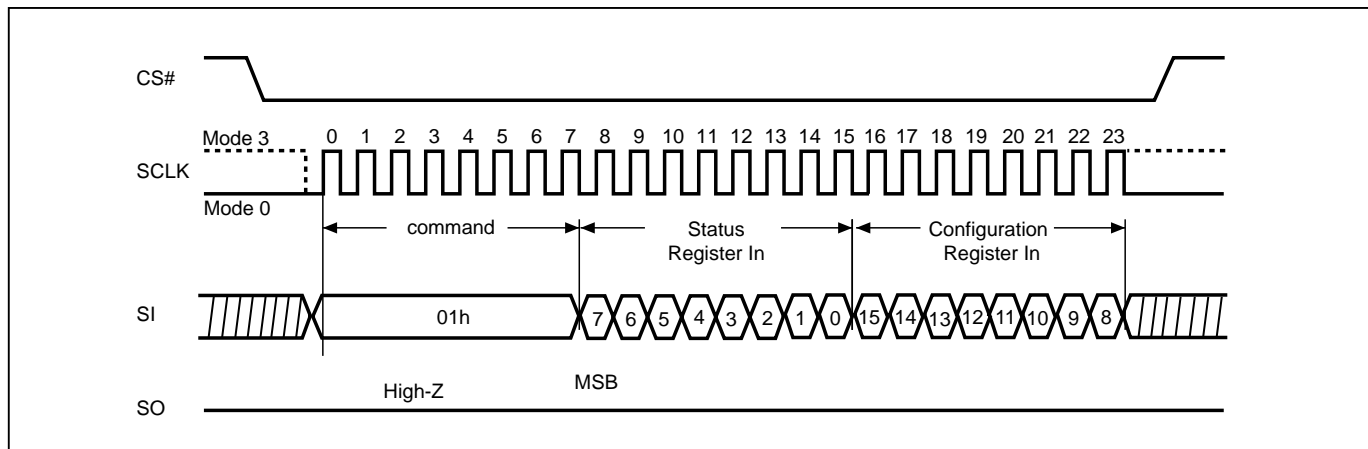 CS#
Mode 3
0 1 2 3 4 5 6 7 8 9 10 11 12 13 14 15 16 17 18 19 20 21 22 23
SCLK
Mode 0
command
Status
Register In
Configuration
Register In
SI
01h
7 6 5 4 3 2 1 0 15 14 13 12 11 10 9 8
High-Z
MSB
SO